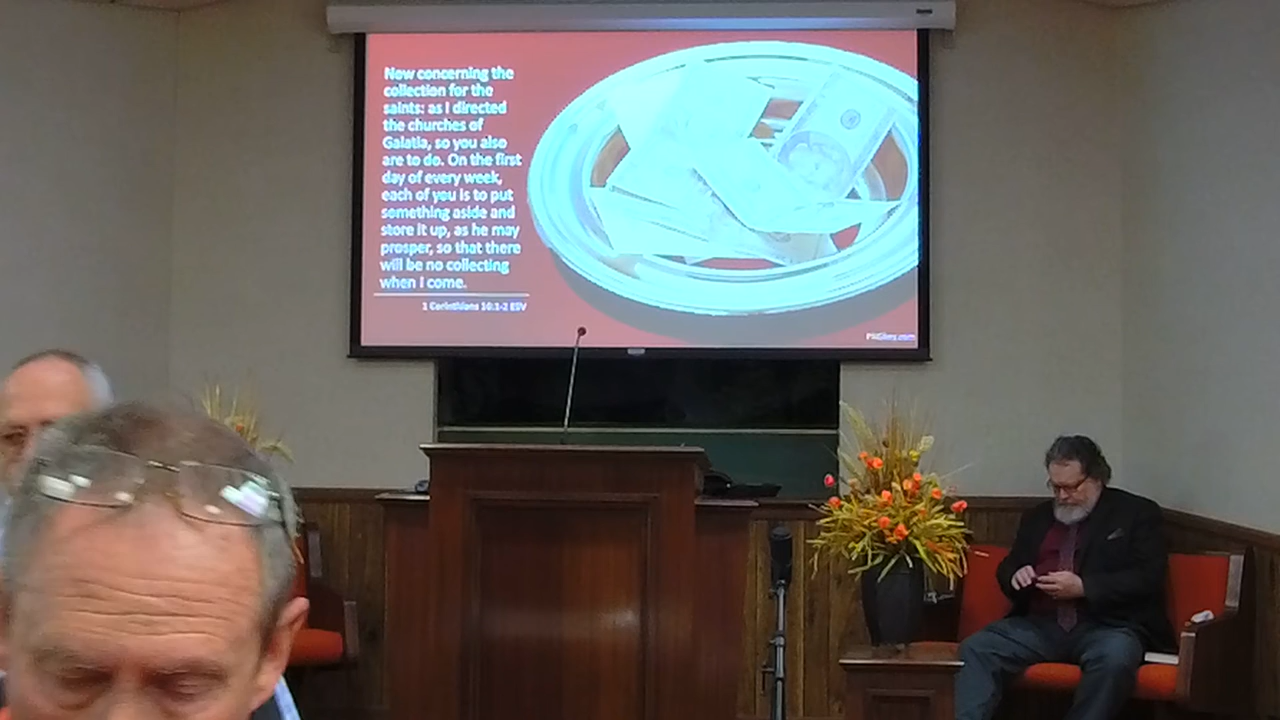 Now concerning the
collection for the
saints: as I directed
the churches of
Galatia, so you also
are to do. On the first
day of every week,
each of you is to put
something aside and
store it up, as he may
prosper, so that there
will be no collecting
when I come.
1 Corinthians 16:1-2 ESV